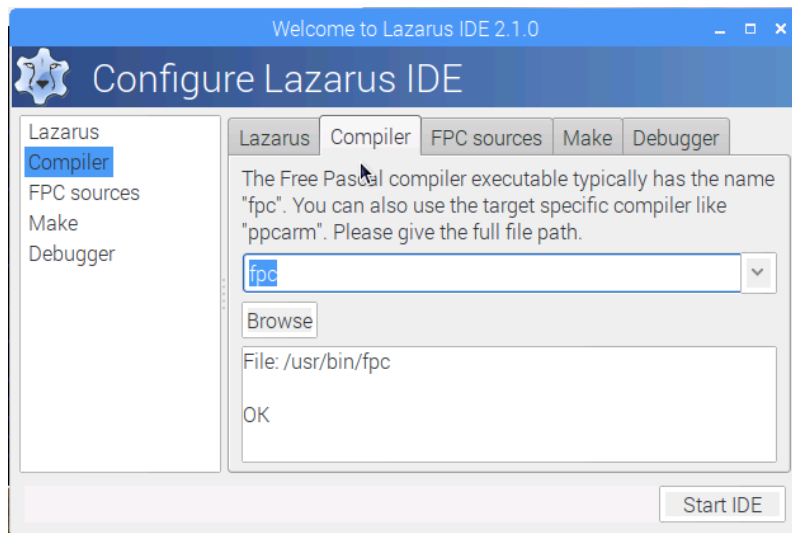 Welcome to Lazarus IDE 2.1.0
Configure Lazarus IDE
Lazarus
Compiler
FPC sources
Make
Debugger
Lazarus Compiler FPC sources Make Debugger
The Free Pascal compiler executable typically has the name
"fpc". You can also use the target specific compiler like
"ppcarm". Please give the full file path.
fpc
Browse
File: /usr/bin/fpc
OK
Start IDE